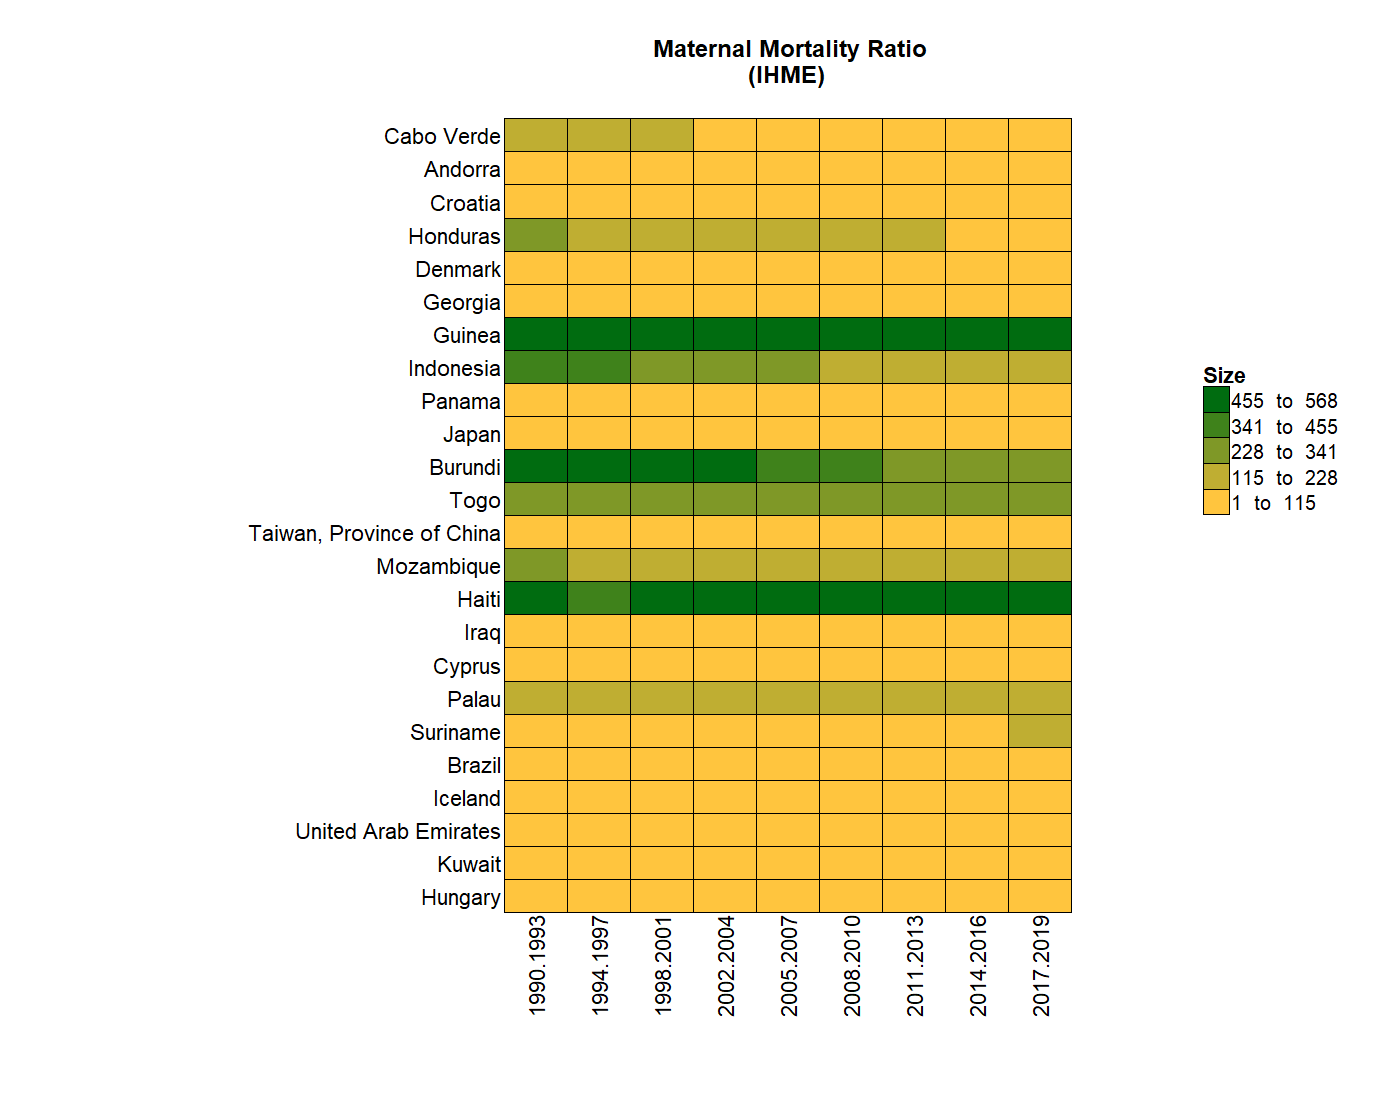 Maternal Mortality Ratio
(IHME)
Cabo Verde
Andorra
Croatia
Honduras
Denmark
Georgia
Guinea
Indonesia
Panama
Japan
Burundi
Togo
Taiwan, Province of China
Mozambique
Haiti
Iraq
Cyprus
Palau
Suriname
Brazil
Iceland
United Arab Emirates
Kuwait
Hungary
1990.1993
1994.1997
1998.2001
2002.2004
2005.2007
2008.2010
2011.2013
2014.2016
2017.2019
Size
455 to 568
341 to 455
228 to 341
115 to 228
1 to 115